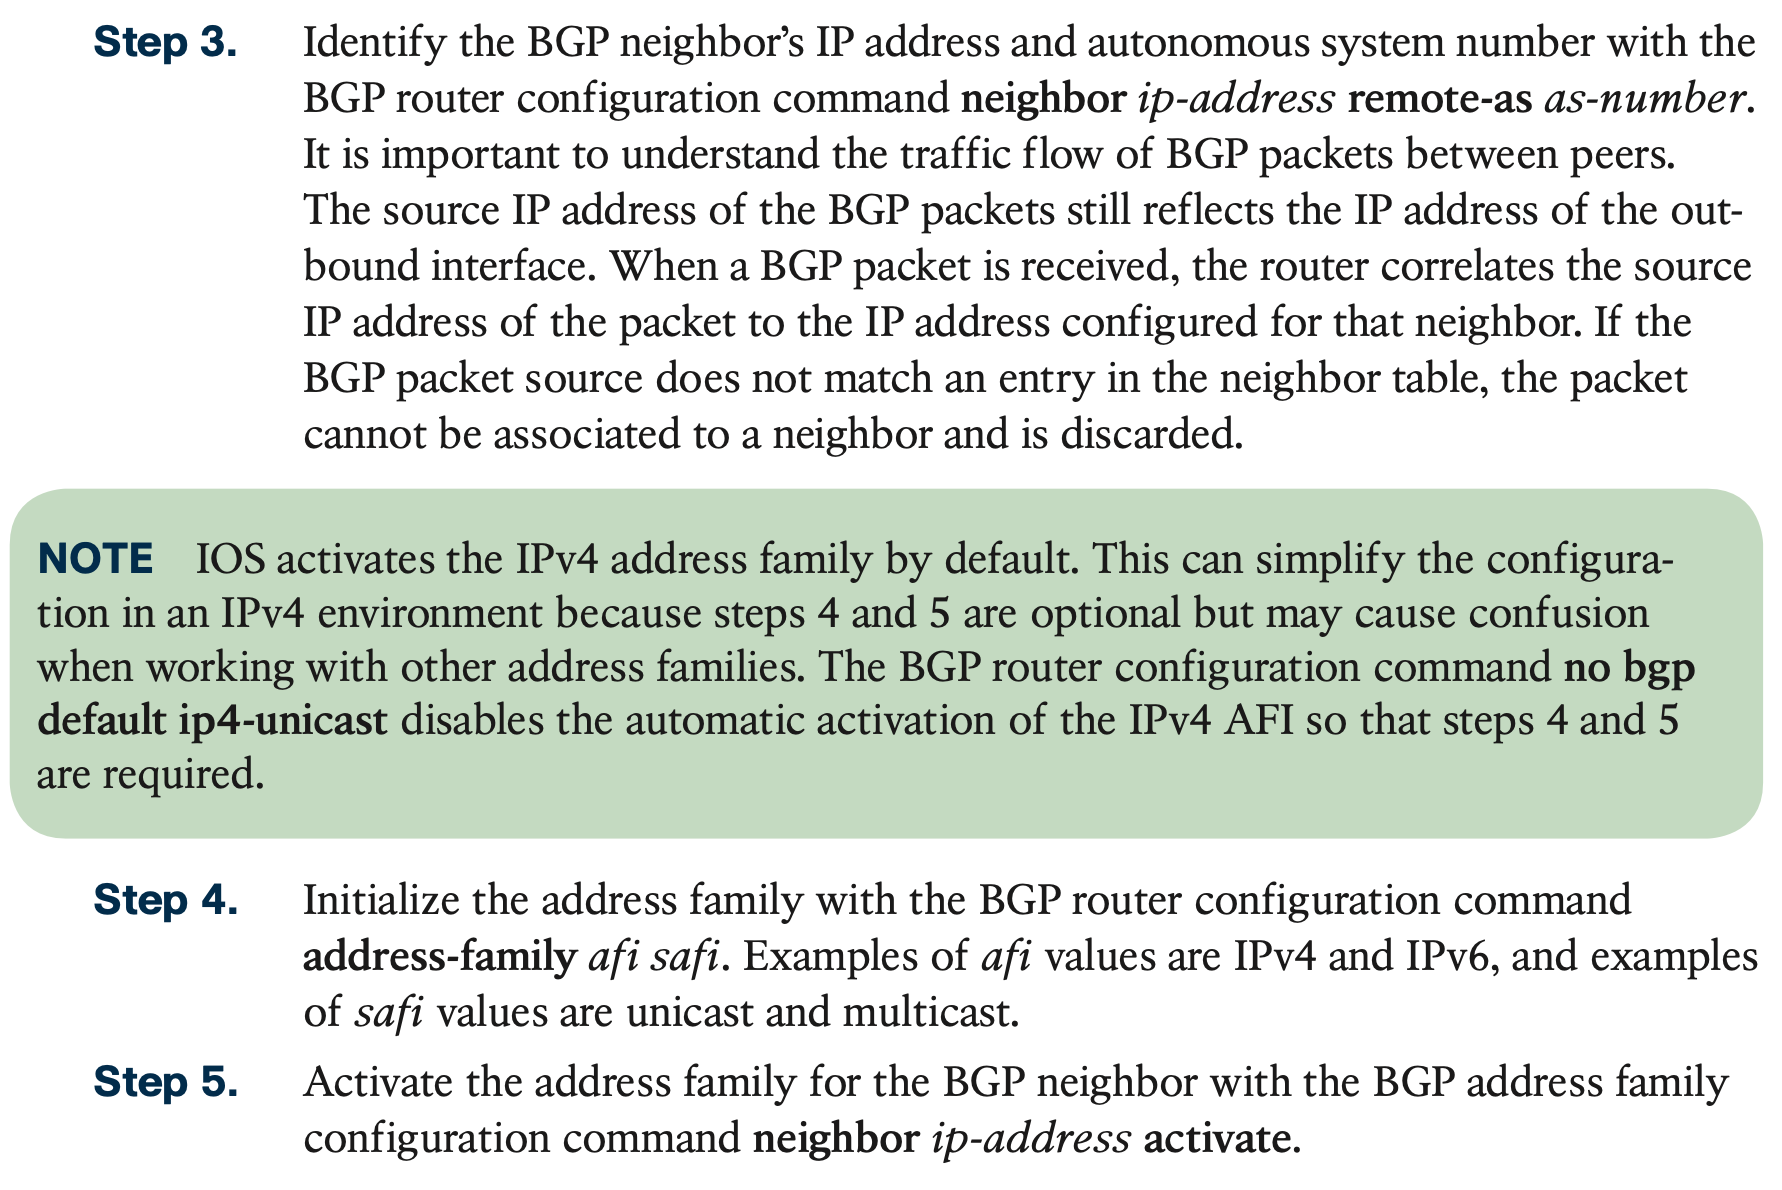 Step 3. Identify the BGP neighbor’s IP address and autonomous system number with the
BGP router configuration command neighbor ip-address remote-as as-number.
It is important to understand the traffic flow of BGP packets between peers.
The source IP address of the BGP packets still reflects the IP address of the out-
bound interface. When a BGP packet is received, the router correlates the source
IP address of the packet to the IP address configured for that neighbor. If the
BGP packet source does not match an entry in the neighbor table, the packet
cannot be associated to a neighbor and is discarded.
NOTE IOS activates the IPv4 address family by default. This can simplify the configura-
tion in an IPv4 environment because steps 4 and 5 are optional but may cause confusion
when working with other address families. The BGP router configuration command no bgp
default ip4-unicast disables the automatic activation of the IPv4 AFI so that steps 4 and 5
are required.
Step 4. Initialize the address family with the BGP router configuration command
address-family afi safi. Examples of afi values are IPv4 and IPv6, and examples
of safi values are unicast and multicast.
Step 5. Activate the address family for the BGP neighbor with the BGP address family
configuration command neighbor ip-address activate.